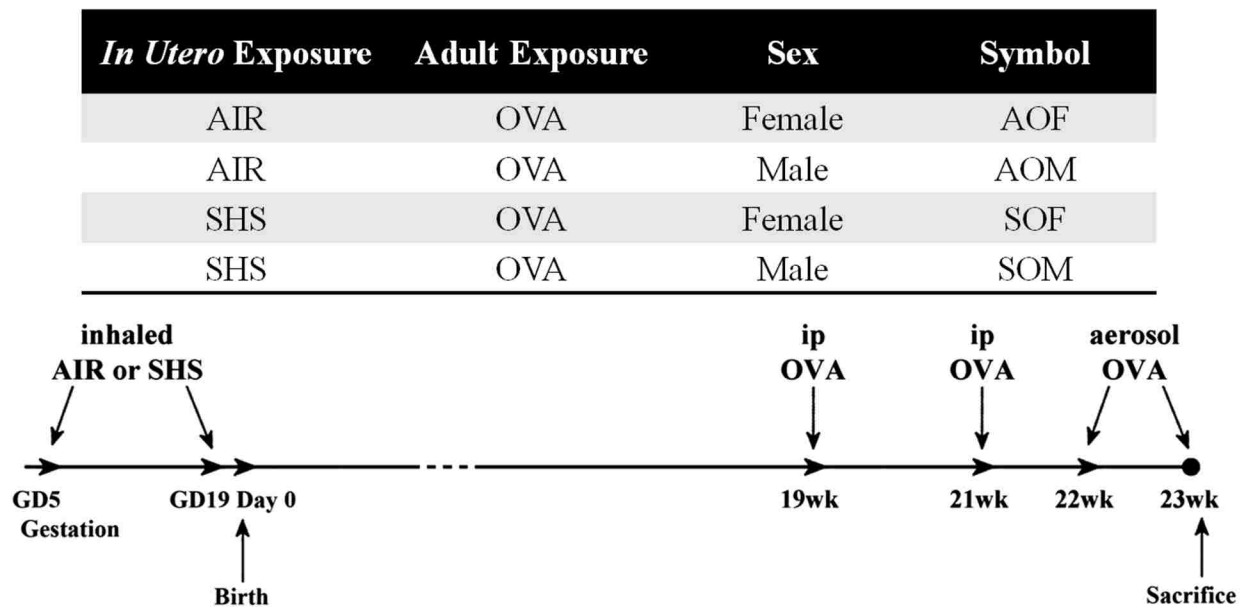 In Utero Exposure Adult Exposure Sex Symbol
AIR OVA Female AOF
AIR OVA Male AOM
SHS OVA Female SOF
SHS OVA Male SOM
inhaled ip ip aerosol
AIR or SHS OVA OVA OVA
GD5 GD19 Day 0 19wk 21wk 22wk 23wk
Gestation
Birth Sacrifice